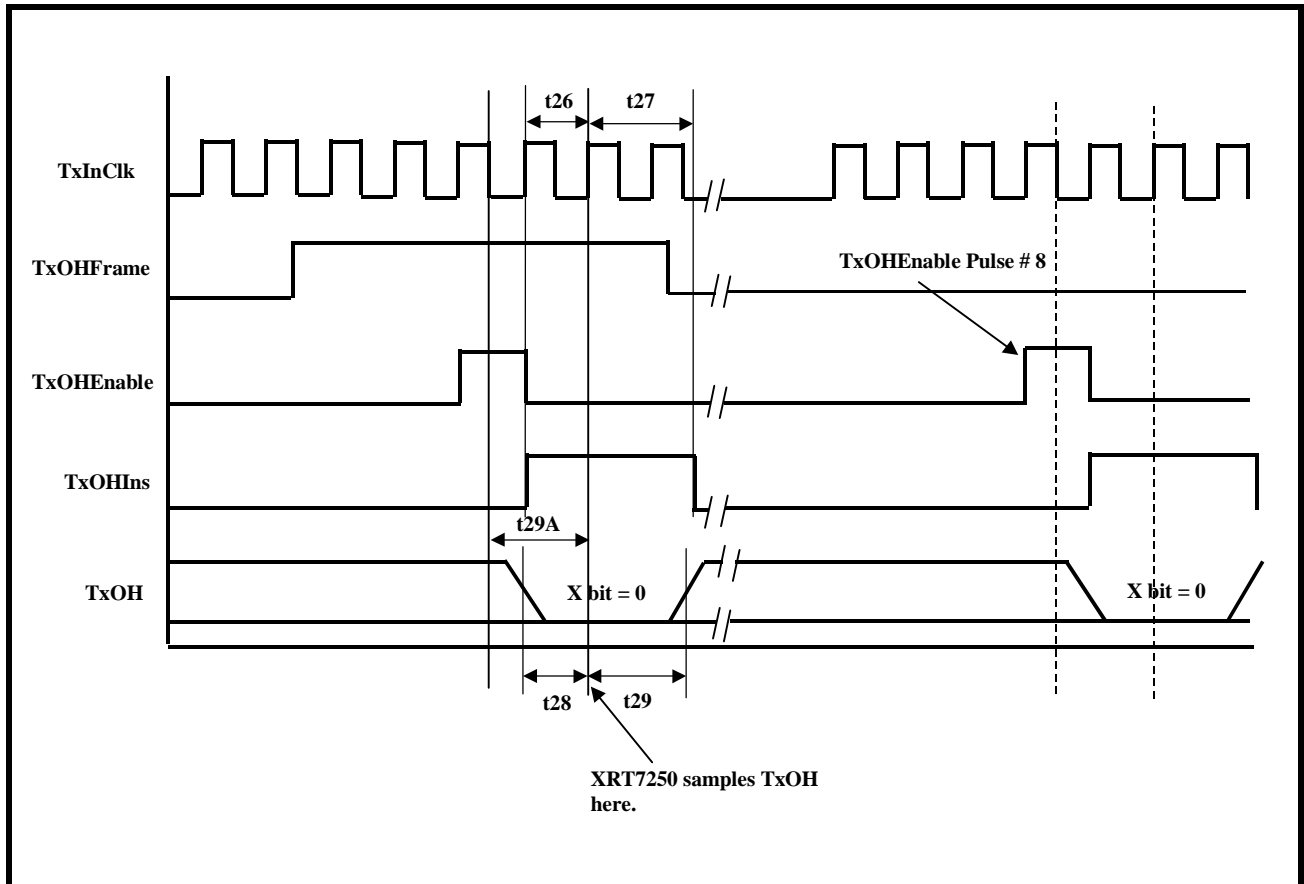 t26
t27
TxInClk
TxOHFrame
TxOHEnable Pulse # 8
TxOHEnable
TxOHIns
t29A
TxOH
X bit = 0
X bit = 0
t28
t29
XRT7250 samples TxOH
here.